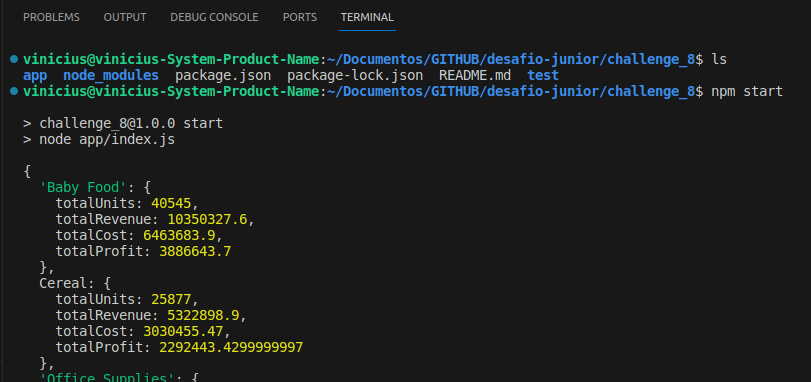 PROBLEMS OUTPUT DEBUG CONSOLE PORTS TERMINAL
vinicius@vinicius-System-Product-Name:~/Documentos/GITHUB/desafio-junior/challenge_8$ ls
app node_modules package.json package-lock.json README.md test
vinicius@vinicius-System-Product-Name:~/Documentos/GITHUB/desafio-junior/challenge_8$ npm start
> challenge_8@1.0.0 start
> node app/index.js
{
'Baby Food': {
totalUnits: 40545,
totalRevenue: 10350327.6,
totalCost: 6463683.9,
totalProfit: 3886643.7
},
Cereal: {
totalUnits: 25877,
totalRevenue: 5322898.9,
totalCost: 3030455.47,
totalProfit: 2292443.4299999997
},
'Office Supplies': {